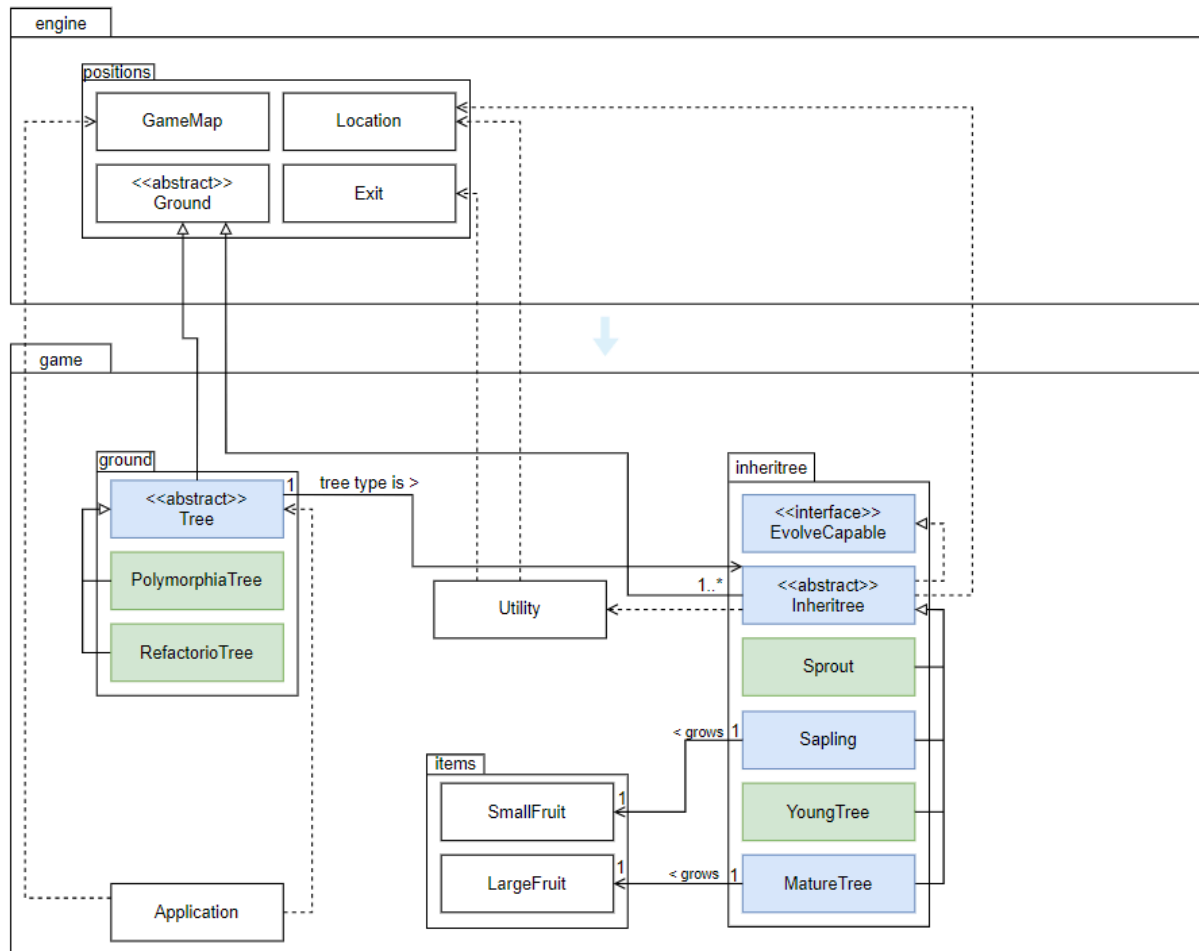 engine
positions
GameMap
Location
<<abstract>>
Ground
Exit
game
ground
<<abstract>>
Tree
1
tree type is >
PolymorphiaTree
RefactorioTree
Utility
inheritree
<<interface>>
EvolveCapable
1..*
<<abstract>>
Inheritree
Sprout
< grows
1
Sapling
YoungTree
< grows
1
MatureTree
items
1
SmallFruit
1
LargeFruit
Application